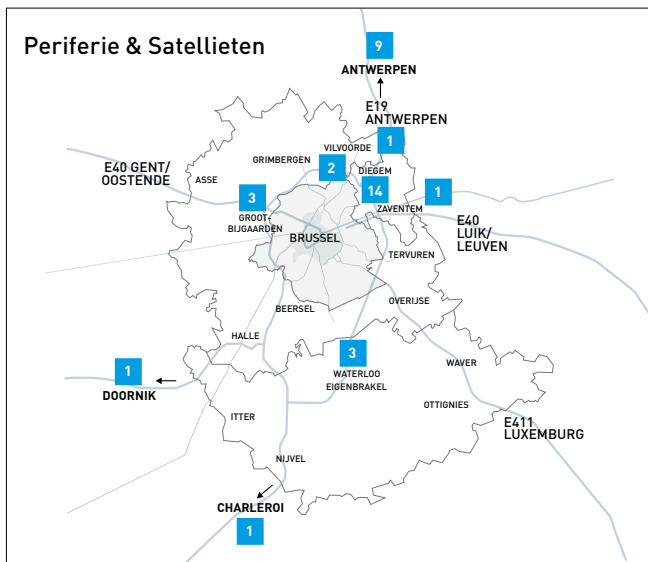 Periferie & Satellieten
9
ANTWERPEN
E19
ANTWERPEN
1
VILVOORDE
GRIMBERGEN
2
DIEGEM
E40 GENT/
OOSTENDE
ASSE
14
1
3
ZAVENTEM
GROOT-
BIJGAARDEN
BRUSSEL
E40
LUIK/
LEUVEN
TERVUREN
OVERIJSE
BEERSEL
HALLE
3
1
WATERLOO
EIGENBRAKEL
WAVER
DOORNIK
OTTIGNIES
ITTER
E411
LUXEMBURG
NIJVEL
CHARLEROI
1